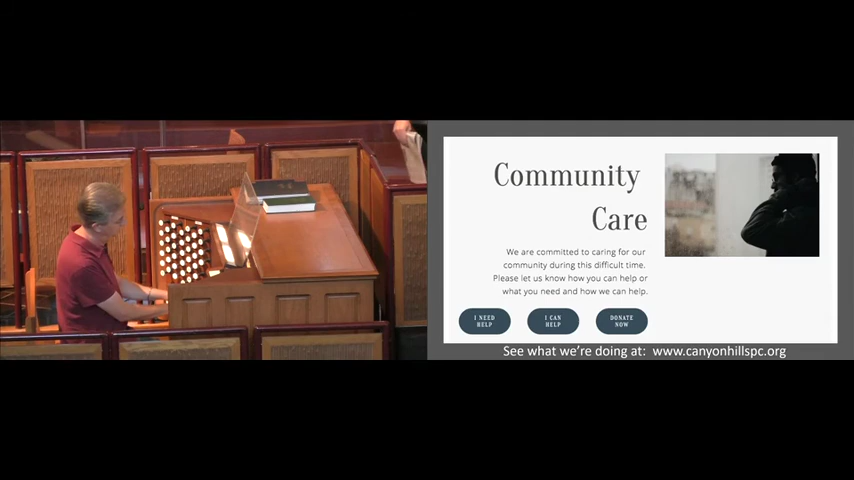 Community
Care
We are committed to caring for our
community during this difficult time.
Please let us know how you can help or
what you need and how we can help.
I NEED
HELP
I CAN
HELP
DONATE
NOW
See what we're doing at: www.canyonhillspc.org